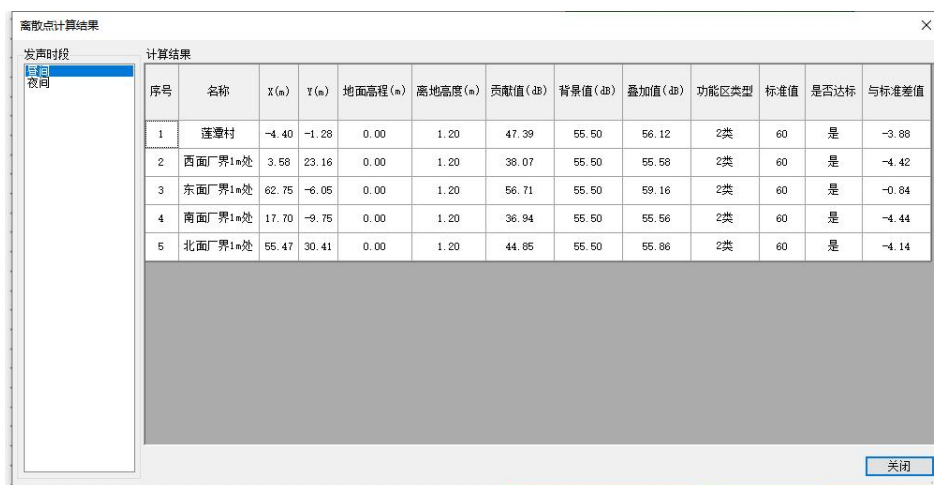 离散点计算结果
发声时段
昼间
夜间
计算结果
序号 名称 X(m) Y(m) 地面高程(m) 离地高度(m) 贡献值(dB) 背景值(dB) 叠加值(dB) 功能区类型 标准值 是否达标 与标准差值
1 莲潭村 -4.40 -1.28 0.00 1.20 47.39 55.50 56.12 2类 60 是 -3.88
2 西面厂界1m处 3.58 23.16 0.00 1.20 38.07 55.50 55.58 2类 60 是 -4.42
3 东面厂界1m处 62.75 -6.05 0.00 1.20 56.71 55.50 59.16 2类 60 是 -0.84
4 南面厂界1m处 17.70 -9.75 0.00 1.20 36.94 55.50 55.56 2类 60 是 -4.44
5 北面厂界1m处 55.47 30.41 0.00 1.20 44.85 55.50 55.86 2类 60 是 -4.14
关闭